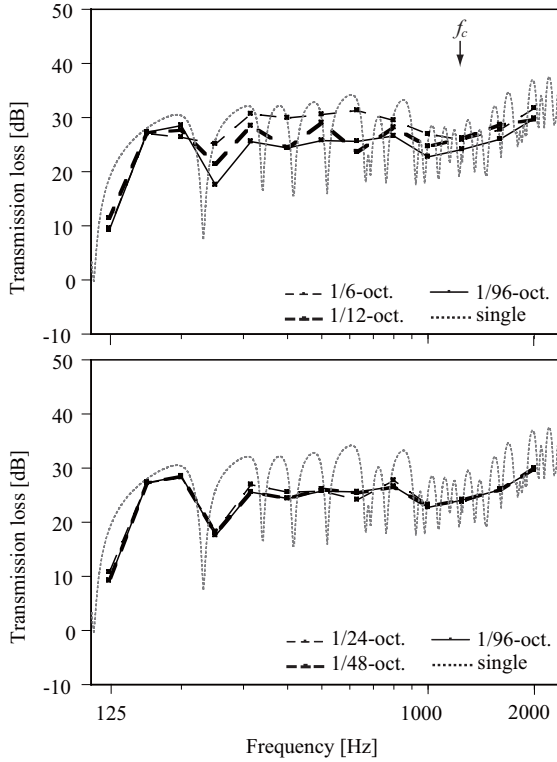 50
40
30
20
10
0
-10
Transmission loss [dB]
f_c
1/6-oct.
1/96-oct.
1/12-oct.
single
50
40
30
20
10
0
-10
Transmission loss [dB]
1/24-oct.
1/96-oct.
1/48-oct.
single
125
1000
2000
Frequency [Hz]